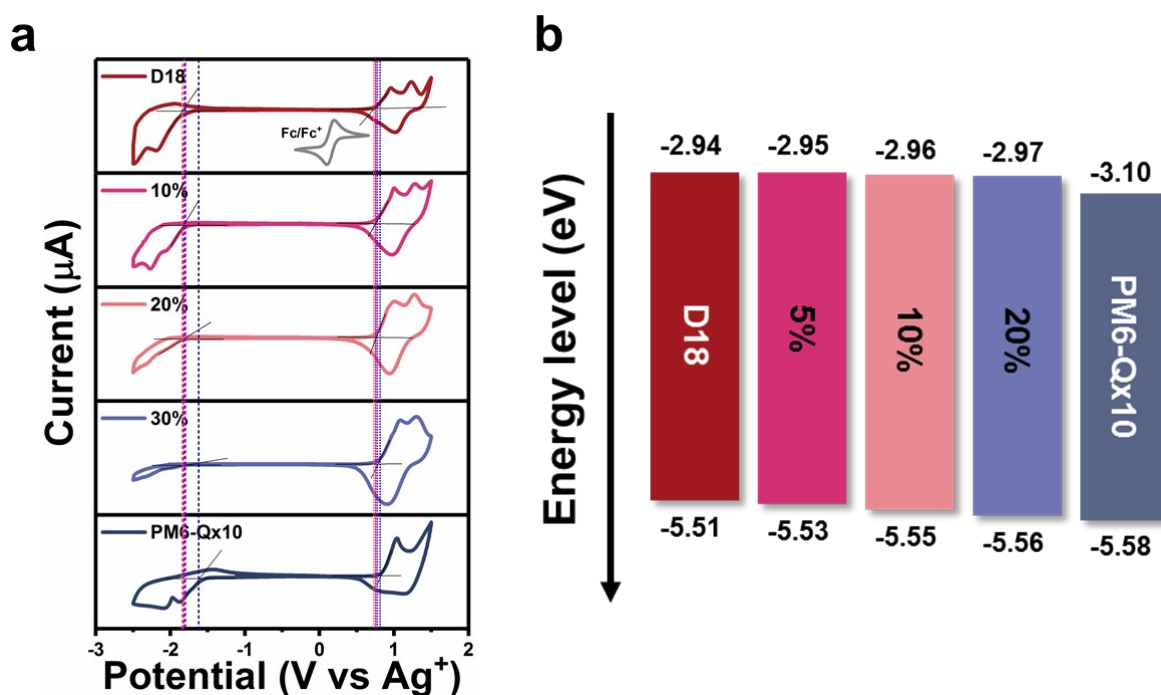 a
D18
Fc/Fc⁺
10%
20%
30%
PM6-Qx10
Current (μA)
-3 -2 -1 0 1 2
Potential (V vs Ag⁺)
b
Energy level (eV)
-2.94 -2.95 -2.96 -2.97 -3.10
D18 5% 10% 20% PM6-Qx10
-5.51 -5.53 -5.55 -5.56 -5.58